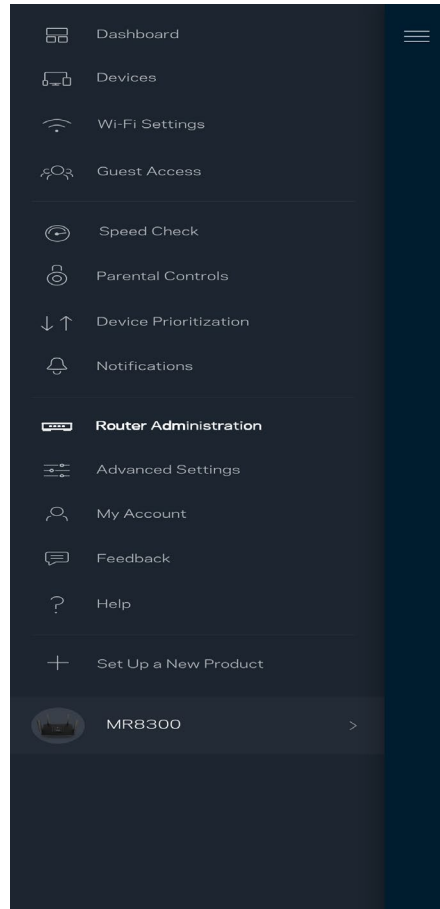 Dashboard
Devices
Wi-Fi Settings
Guest Access
Speed Check
Parental Controls
Device Prioritization
Notifications
Router Administration
Advanced Settings
My Account
Feedback
Help
Set Up a New Product
MR8300